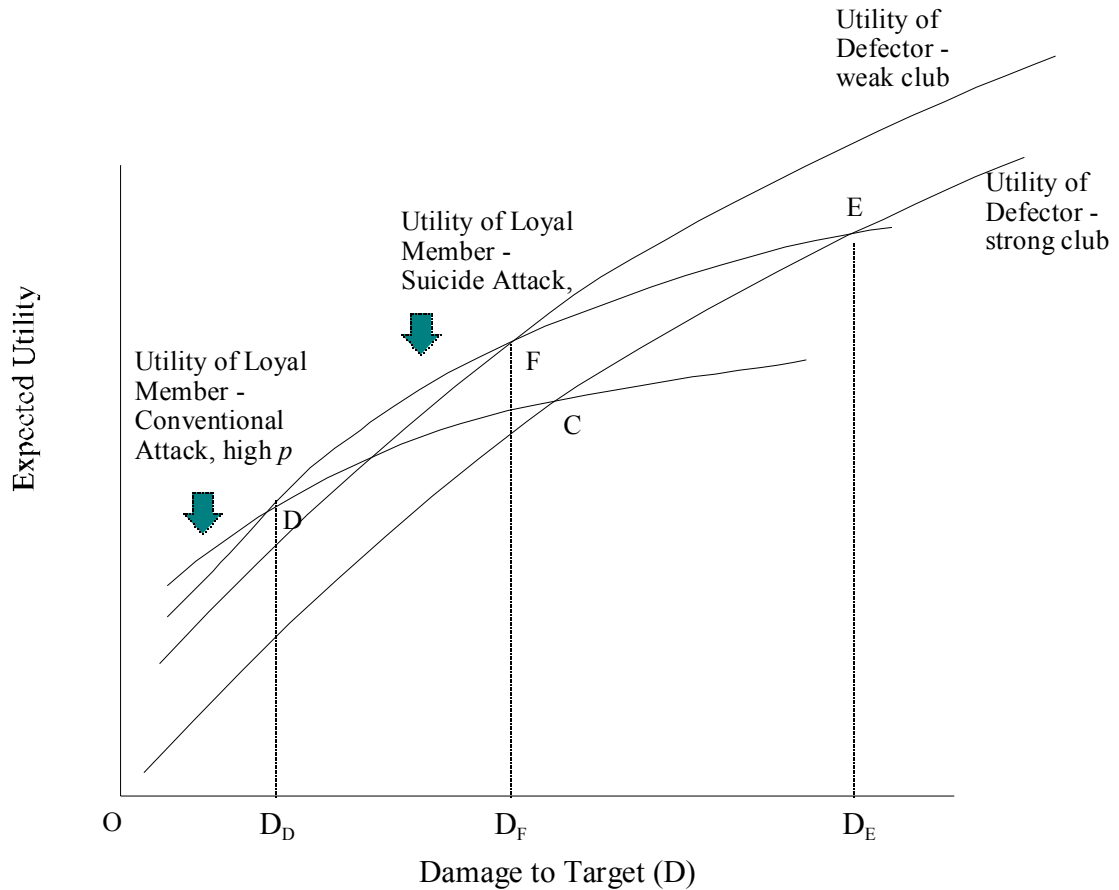 Utility of
Defector -
weak club
Utility of
Defector -
strong club
E
Utility of Loyal
Member -
Suicide Attack,
Utility of Loyal
Member -
Conventional
Attack, high p
F
C
D
Expected Utility
O
D_D
D_F
D_E
Damage to Target (D)